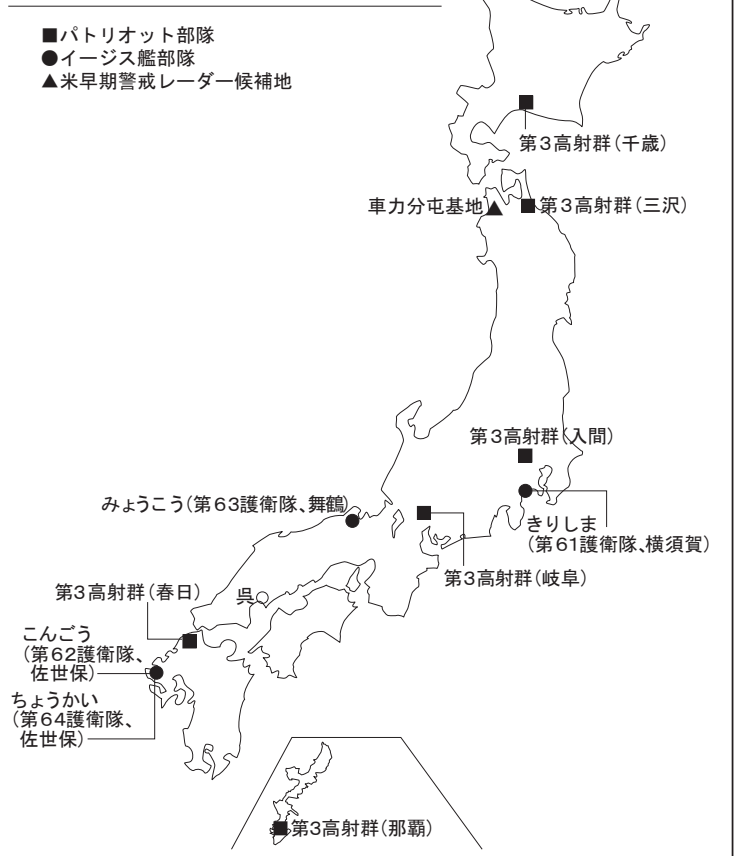 ■パトリオット部隊
●イージス艦部隊
▲米早期警戒レーダー候補地
第3高射群(千歳)
車力分屯基地
第3高射群(三沢)
第3高射群(入間)
みょうこう(第63護衛隊、舞鶴)
きりしま
(第61護衛隊、横須賀)
第3高射群(岐阜)
第3高射群(春日)
呉
こんごう
(第62護衛隊、
佐世保)
ちょうかい
(第64護衛隊、
佐世保)
第3高射群(那覇)